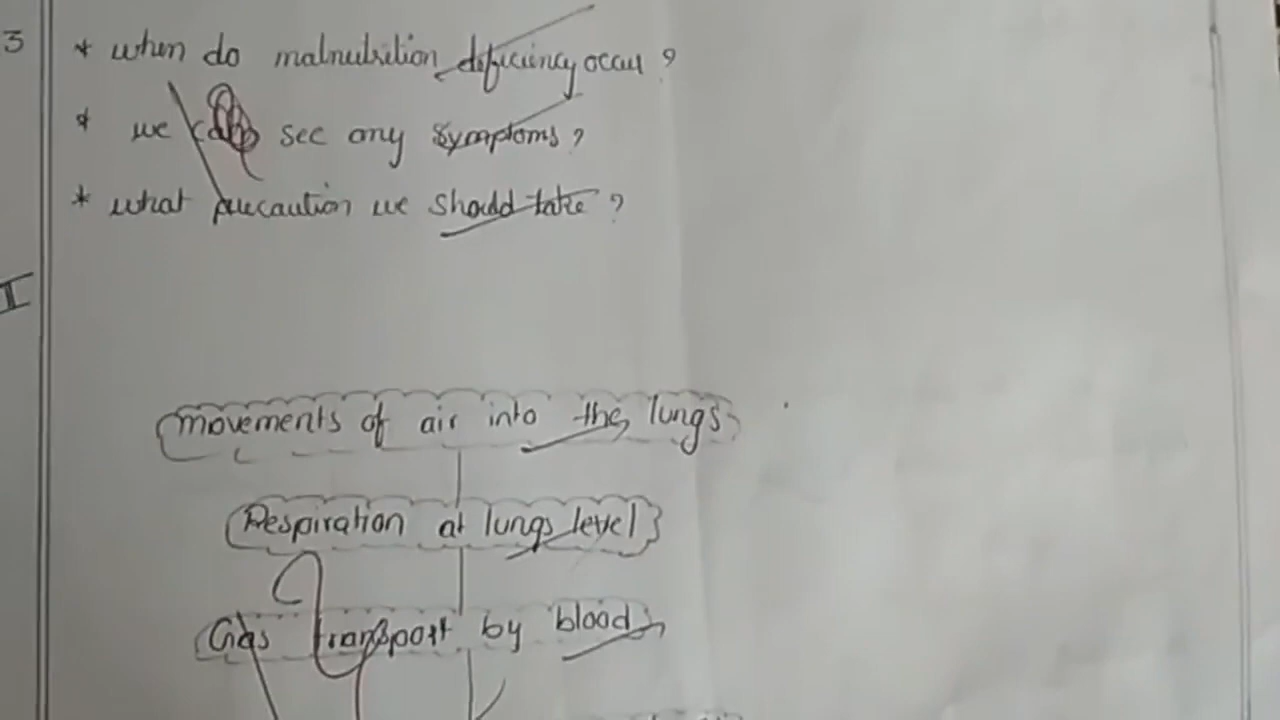 3 * when do malnutrition deficiency occur ?
* we see any symptoms ?
* what precaution we should take ?
I
movements of air into the lungs
Respiration at lungs level
Gas transport by blood